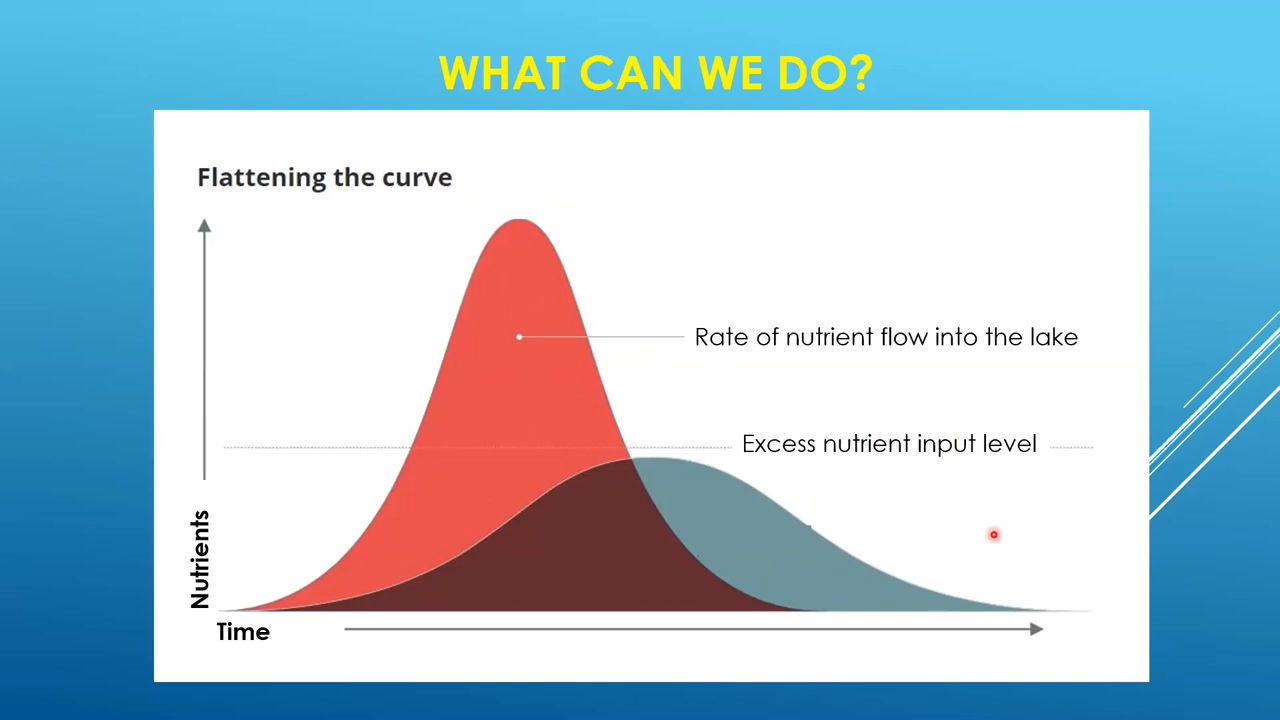 WHAT CAN WE DO?
Flattening the curve
Rate of nutrient flow into the lake
Excess nutrient input level
Nutrients
Time